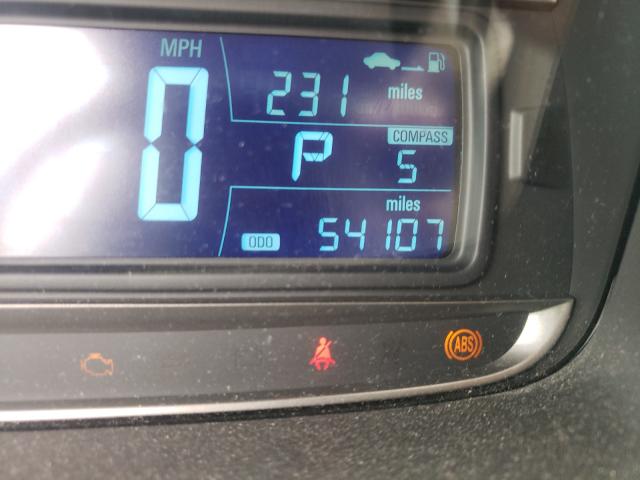 MPH
0
231 miles
P
COMPASS
S
miles
ODO 54107
ABS